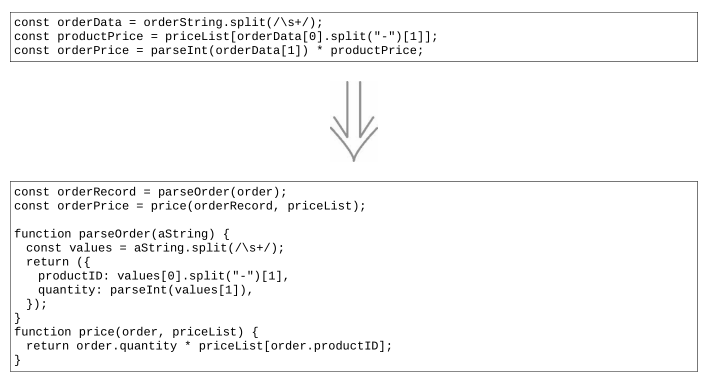 const orderData = orderString.split(/\s+/);
const productPrice = priceList[orderData[0].split("-")[1]];
const orderPrice = parseInt(orderData[1]) * productPrice;
const orderRecord = parseOrder(order);
const orderPrice = price(orderRecord, priceList);
function parseOrder(aString) {
  const values = aString.split(/\s+/);
  return ({
    productID: values[0].split("-")[1],
    quantity: parseInt(values[1]),
  });
}
function price(order, priceList) {
  return order.quantity * priceList[order.productID];
}